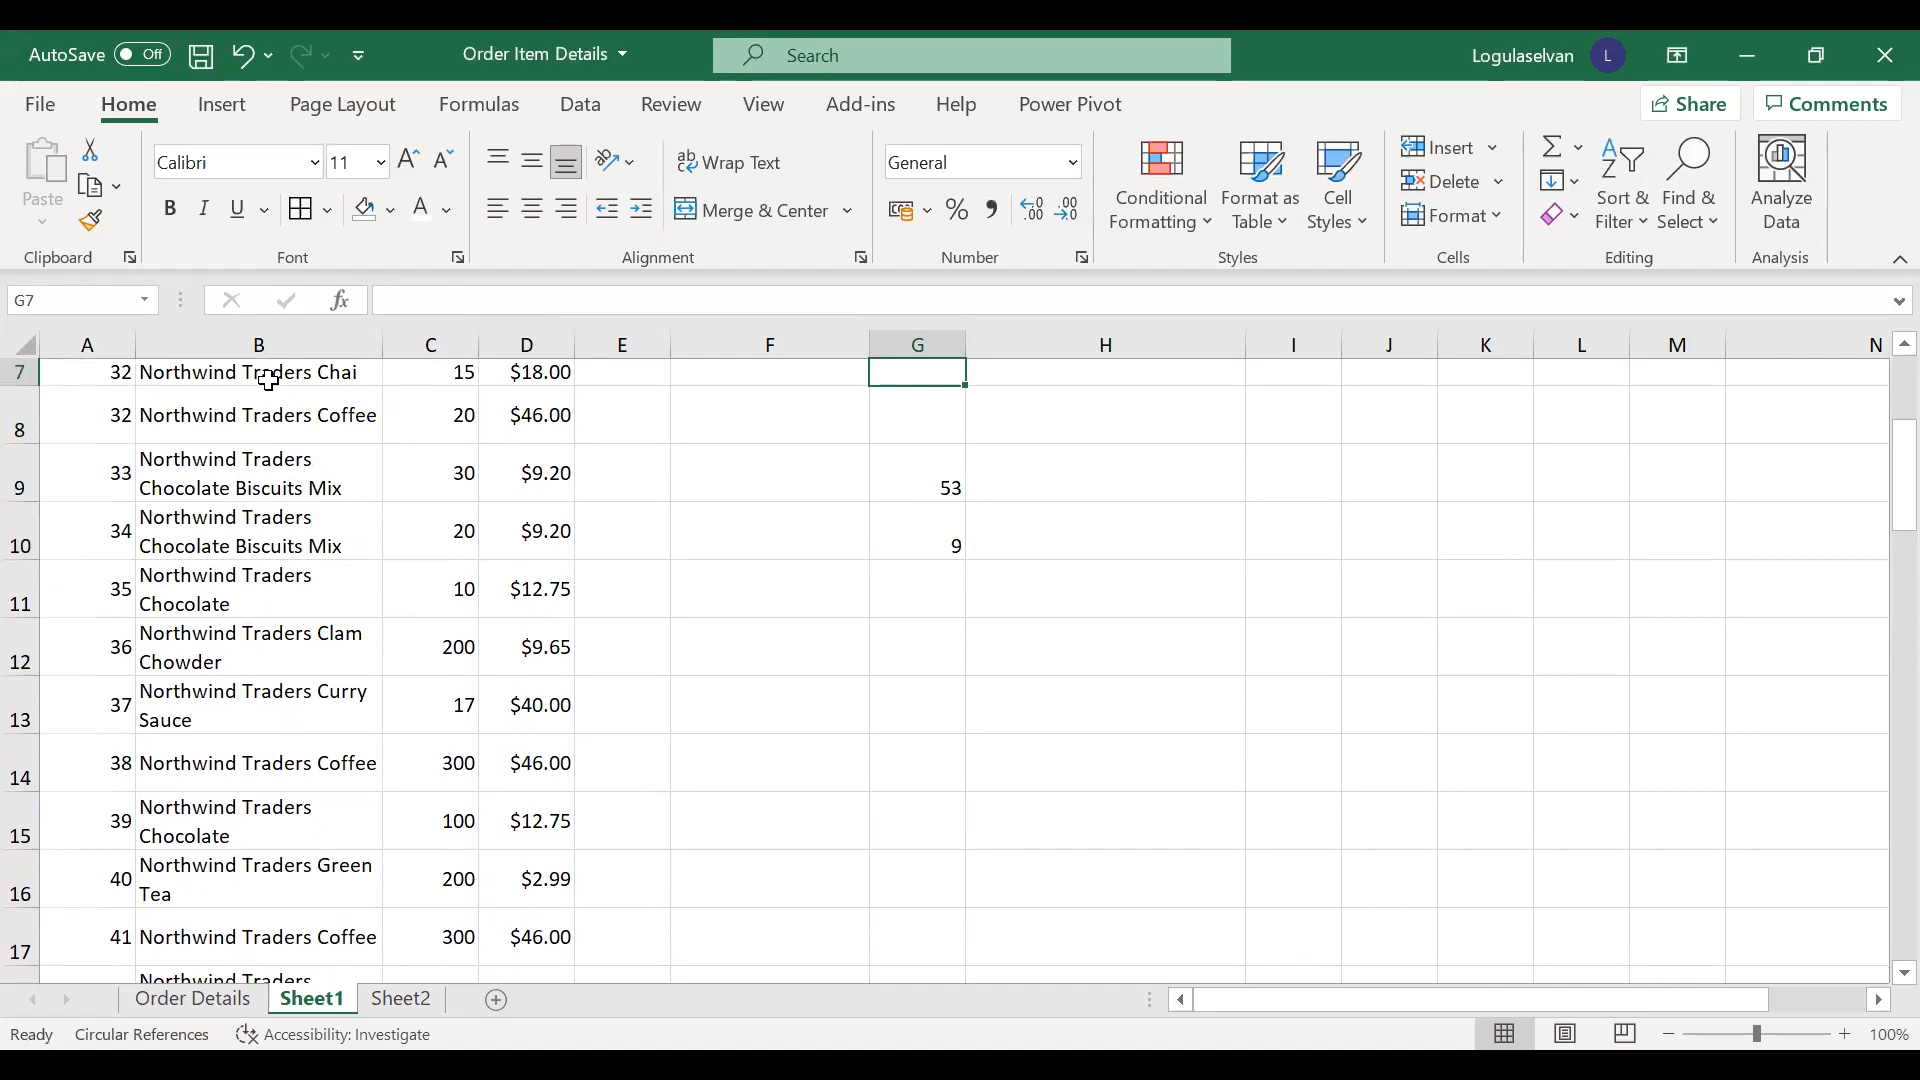 AutoSave Off Order Item Details Search Logulaselvan L
File Home Insert Page Layout Formulas Data Review View Add-ins Help Power Pivot Share Comments
Paste
Clipboard
Calibri 11
B I U A
Font
ab Wrap Text
Merge & Center
Alignment
General
% 9 .00 .00
Number
Conditional Formatting
Format as Table
Cell Styles
Styles
Insert
Delete
Format
Cells
Sort & Filter
Find & Select
Editing
Analyze Data
Analysis
G7 fx
A B C D E F G H I J K L M N
7 32 Northwind Traders Chai 15 $18.00
8 32 Northwind Traders Coffee 20 $46.00
9 33 Northwind Traders
Chocolate Biscuits Mix 30 $9.20 53
10 34 Northwind Traders
Chocolate Biscuits Mix 20 $9.20 9
11 35 Northwind Traders
Chocolate 10 $12.75
12 36 Northwind Traders Clam
Chowder 200 $9.65
13 37 Northwind Traders Curry
Sauce 17 $40.00
14 38 Northwind Traders Coffee 300 $46.00
15 39 Northwind Traders
Chocolate 100 $12.75
16 40 Northwind Traders Green
Tea 200 $2.99
17 41 Northwind Traders Coffee 300 $46.00
Northwind Traders
Order Details Sheet1 Sheet2
Ready Circular References Accessibility: Investigate 100%